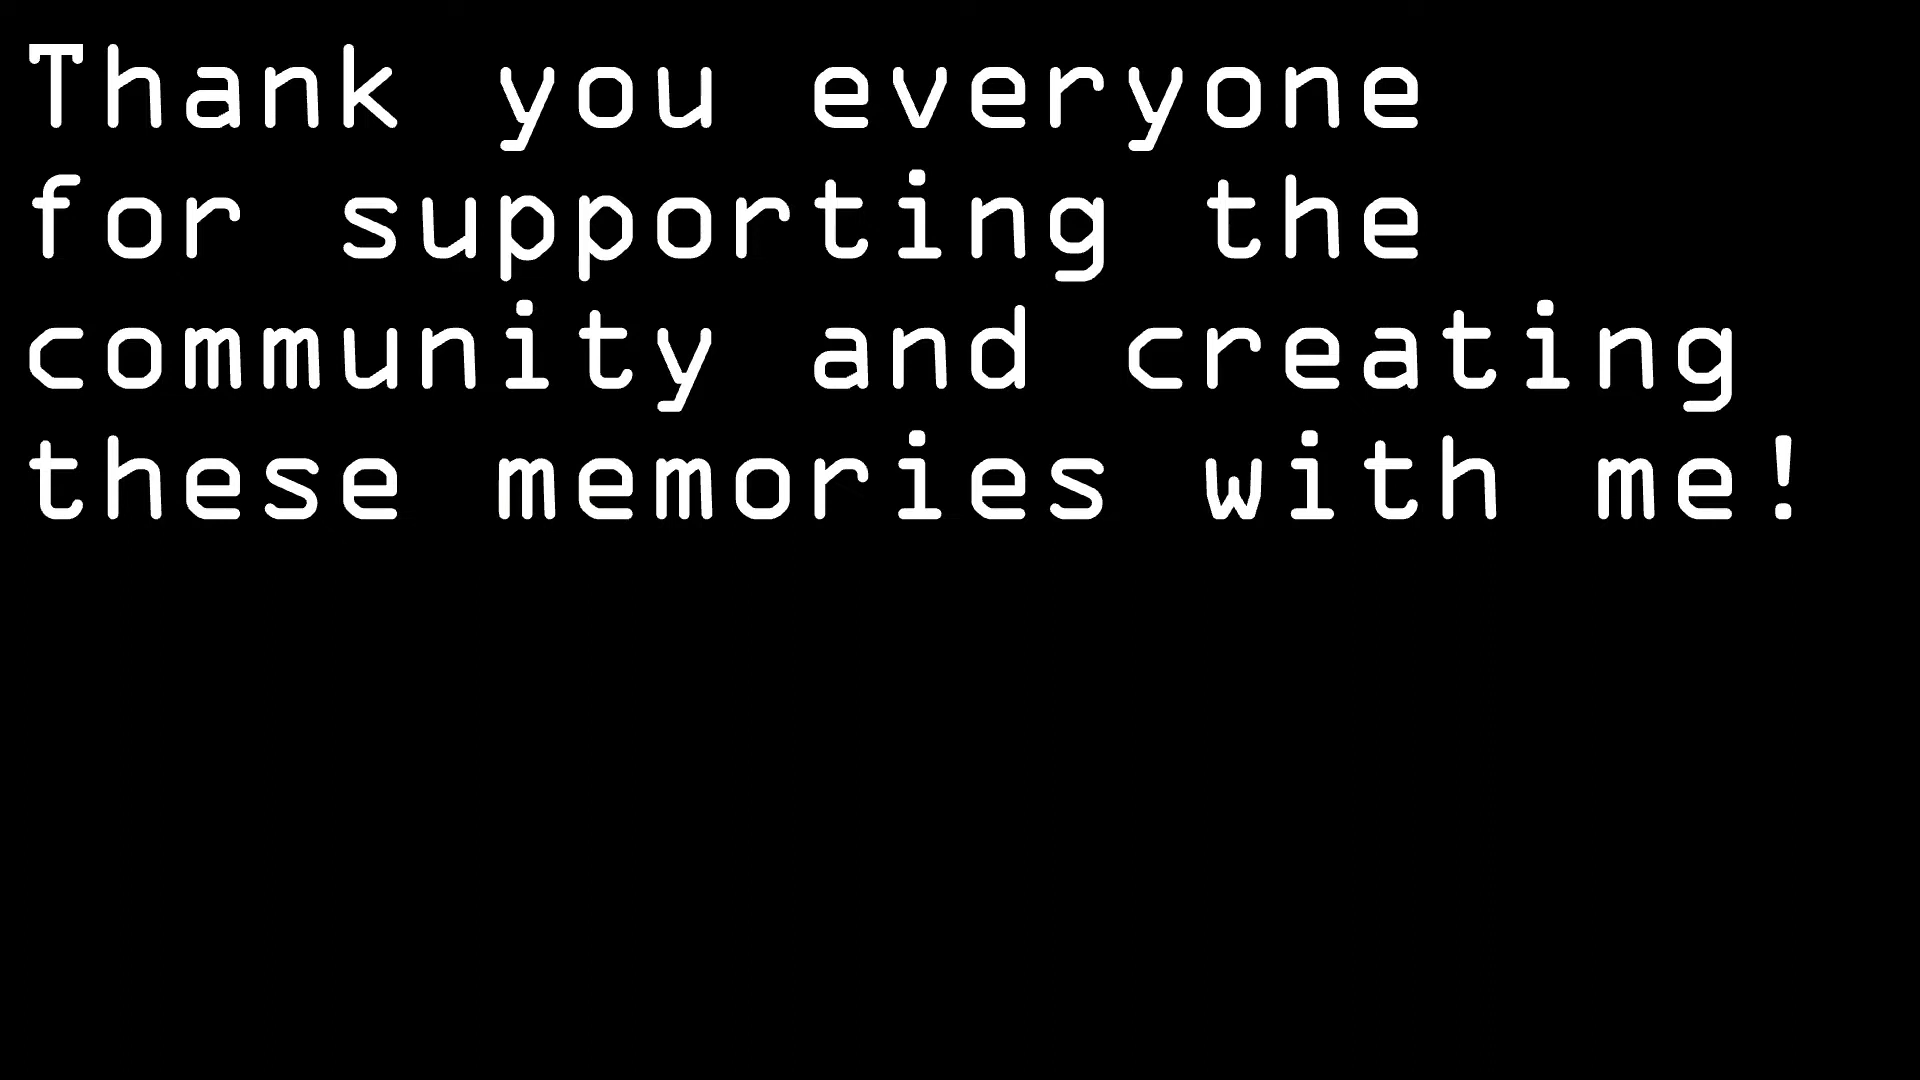 Thank you everyone
for supporting the
community and creating
these memories with me!